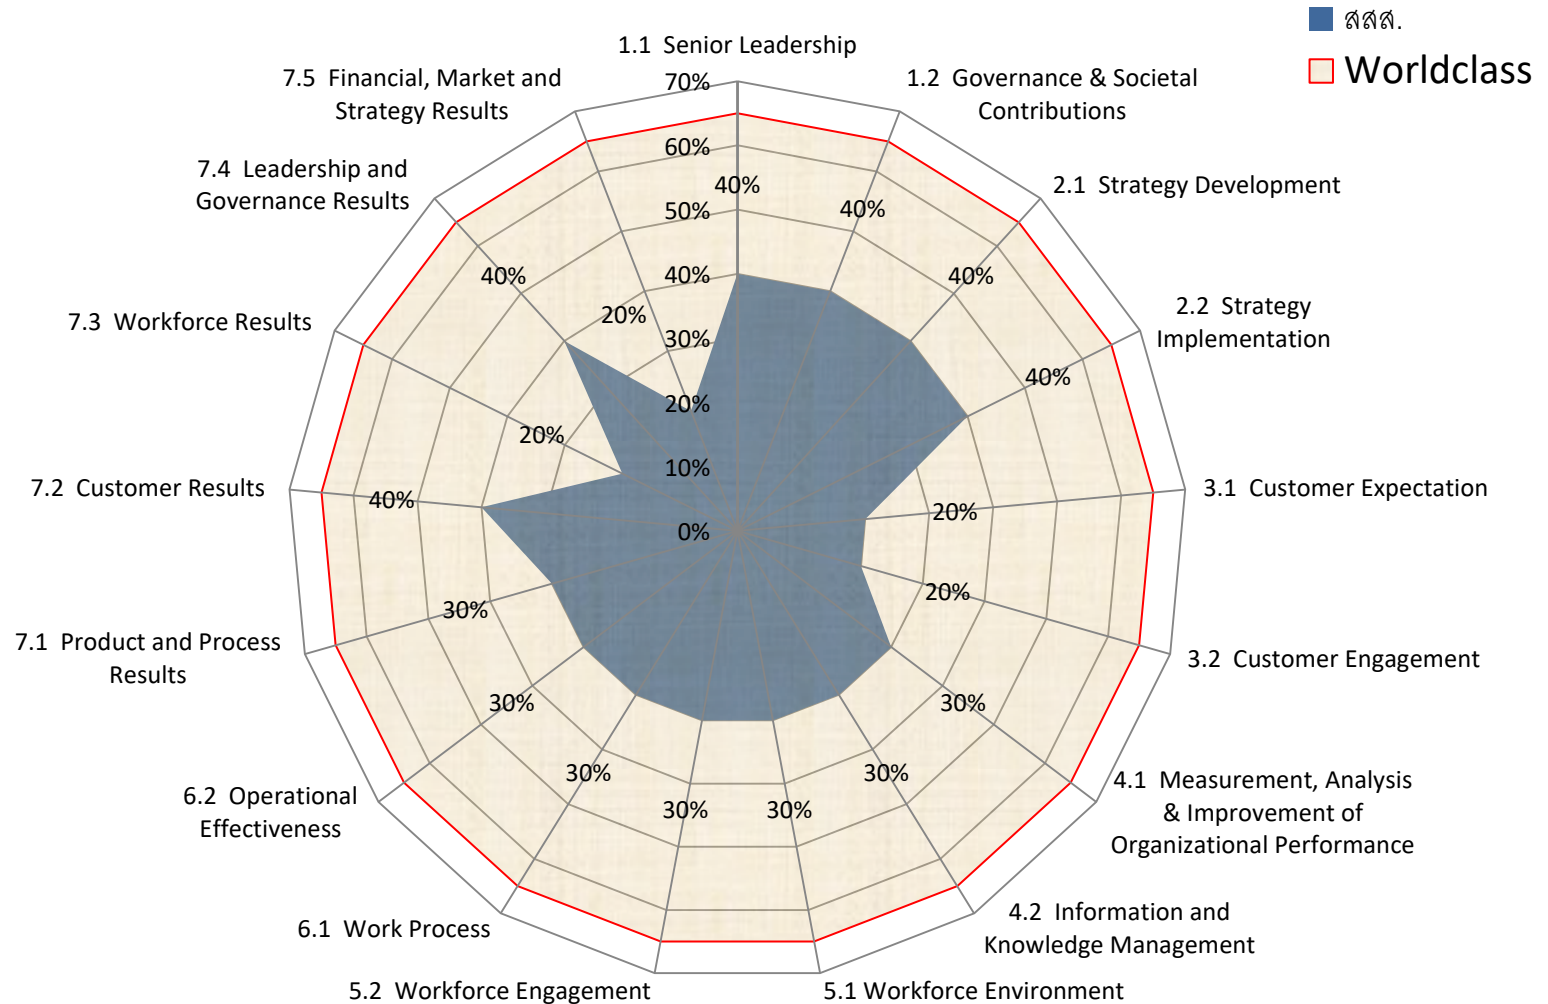 สสส.
Worldclass
1.1 Senior Leadership
1.2 Governance & Societal
Contributions
2.1 Strategy Development
2.2 Strategy
Implementation
3.1 Customer Expectation
3.2 Customer Engagement
4.1 Measurement, Analysis
& Improvement of
Organizational Performance
4.2 Information and
Knowledge Management
5.1 Workforce Environment
5.2 Workforce Engagement
6.1 Work Process
6.2 Operational
Effectiveness
7.1 Product and Process
Results
7.2 Customer Results
7.3 Workforce Results
7.4 Leadership and
Governance Results
7.5 Financial, Market and
Strategy Results
70%
60%
50%
40%
30%
20%
10%
0%
40%
40%
40%
40%
20%
20%
30%
30%
30%
30%
30%
30%
30%
40%
20%
40%
20%